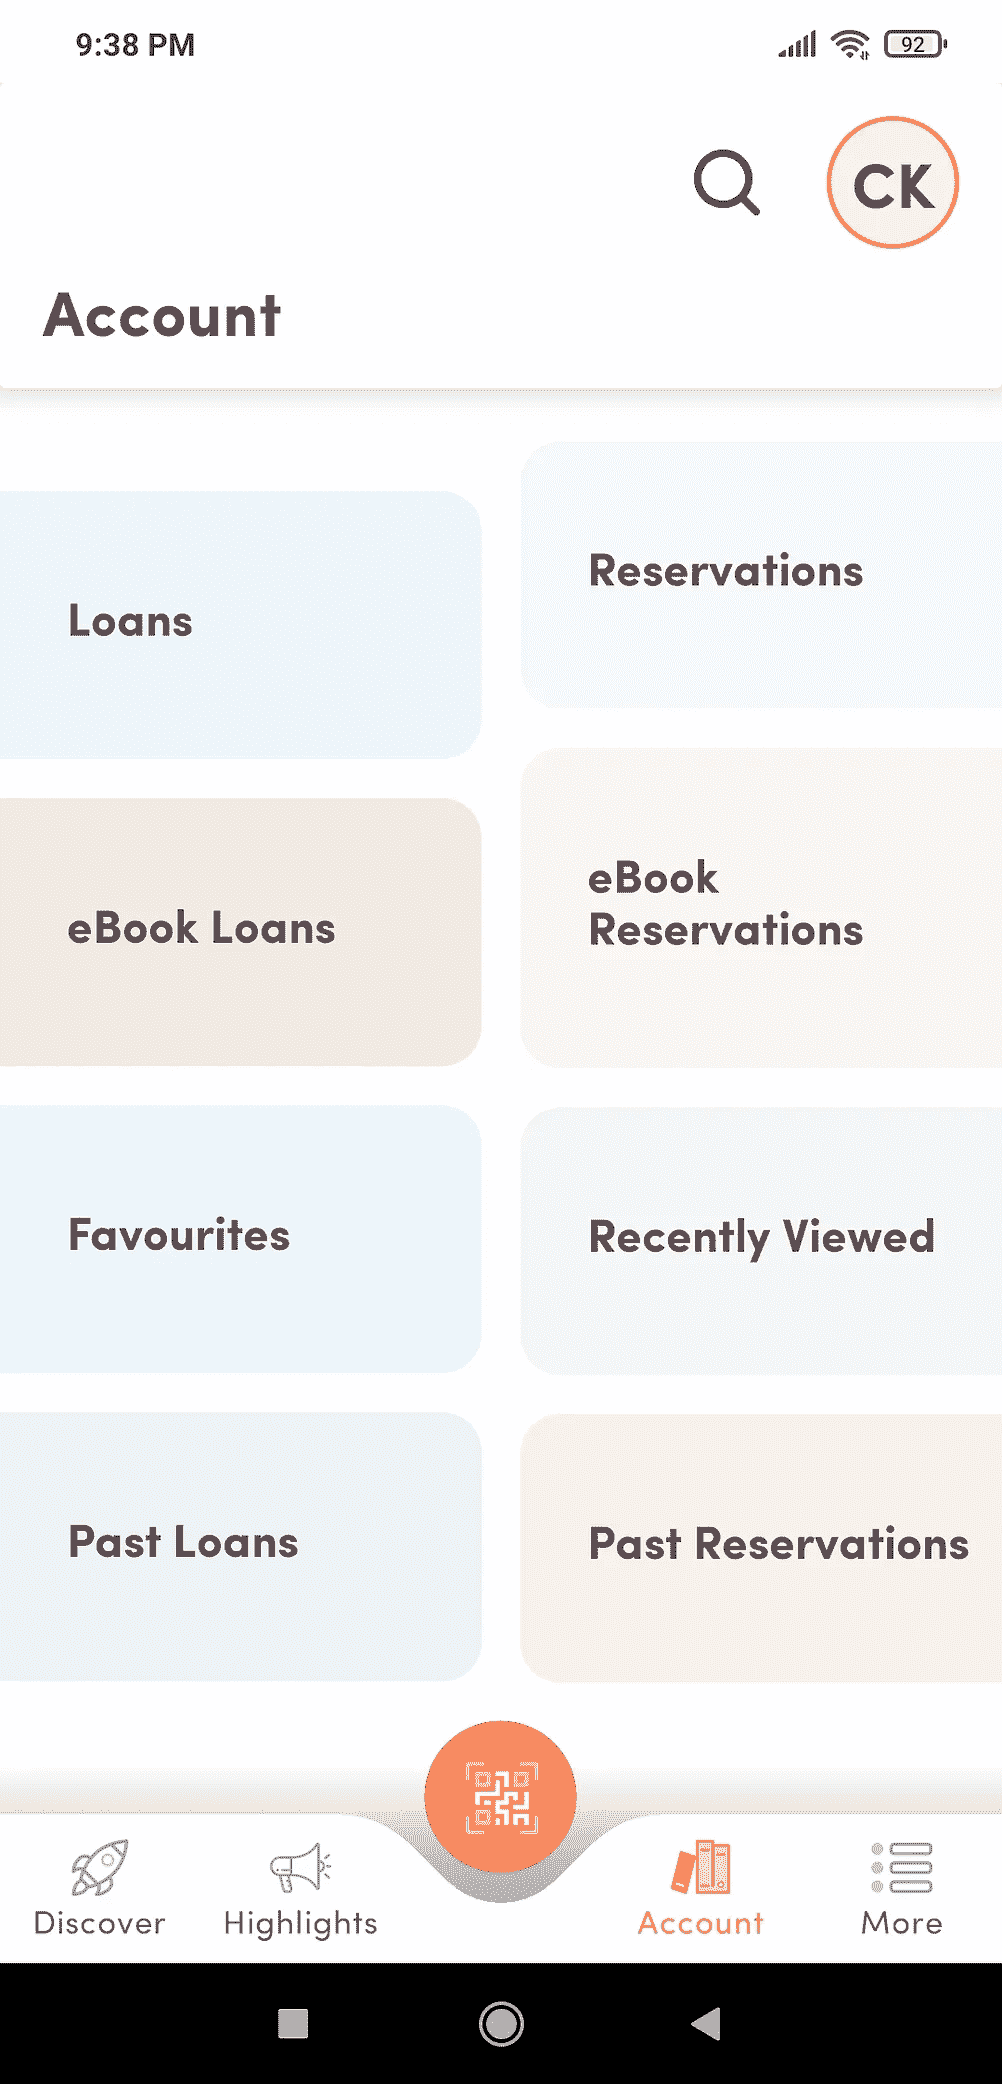 9:38 PM
92
CK
Account
Loans
Reservations
eBook Loans
eBook
Reservations
Favourites
Recently Viewed
Past Loans
Past Reservations
Discover
Highlights
Account
More